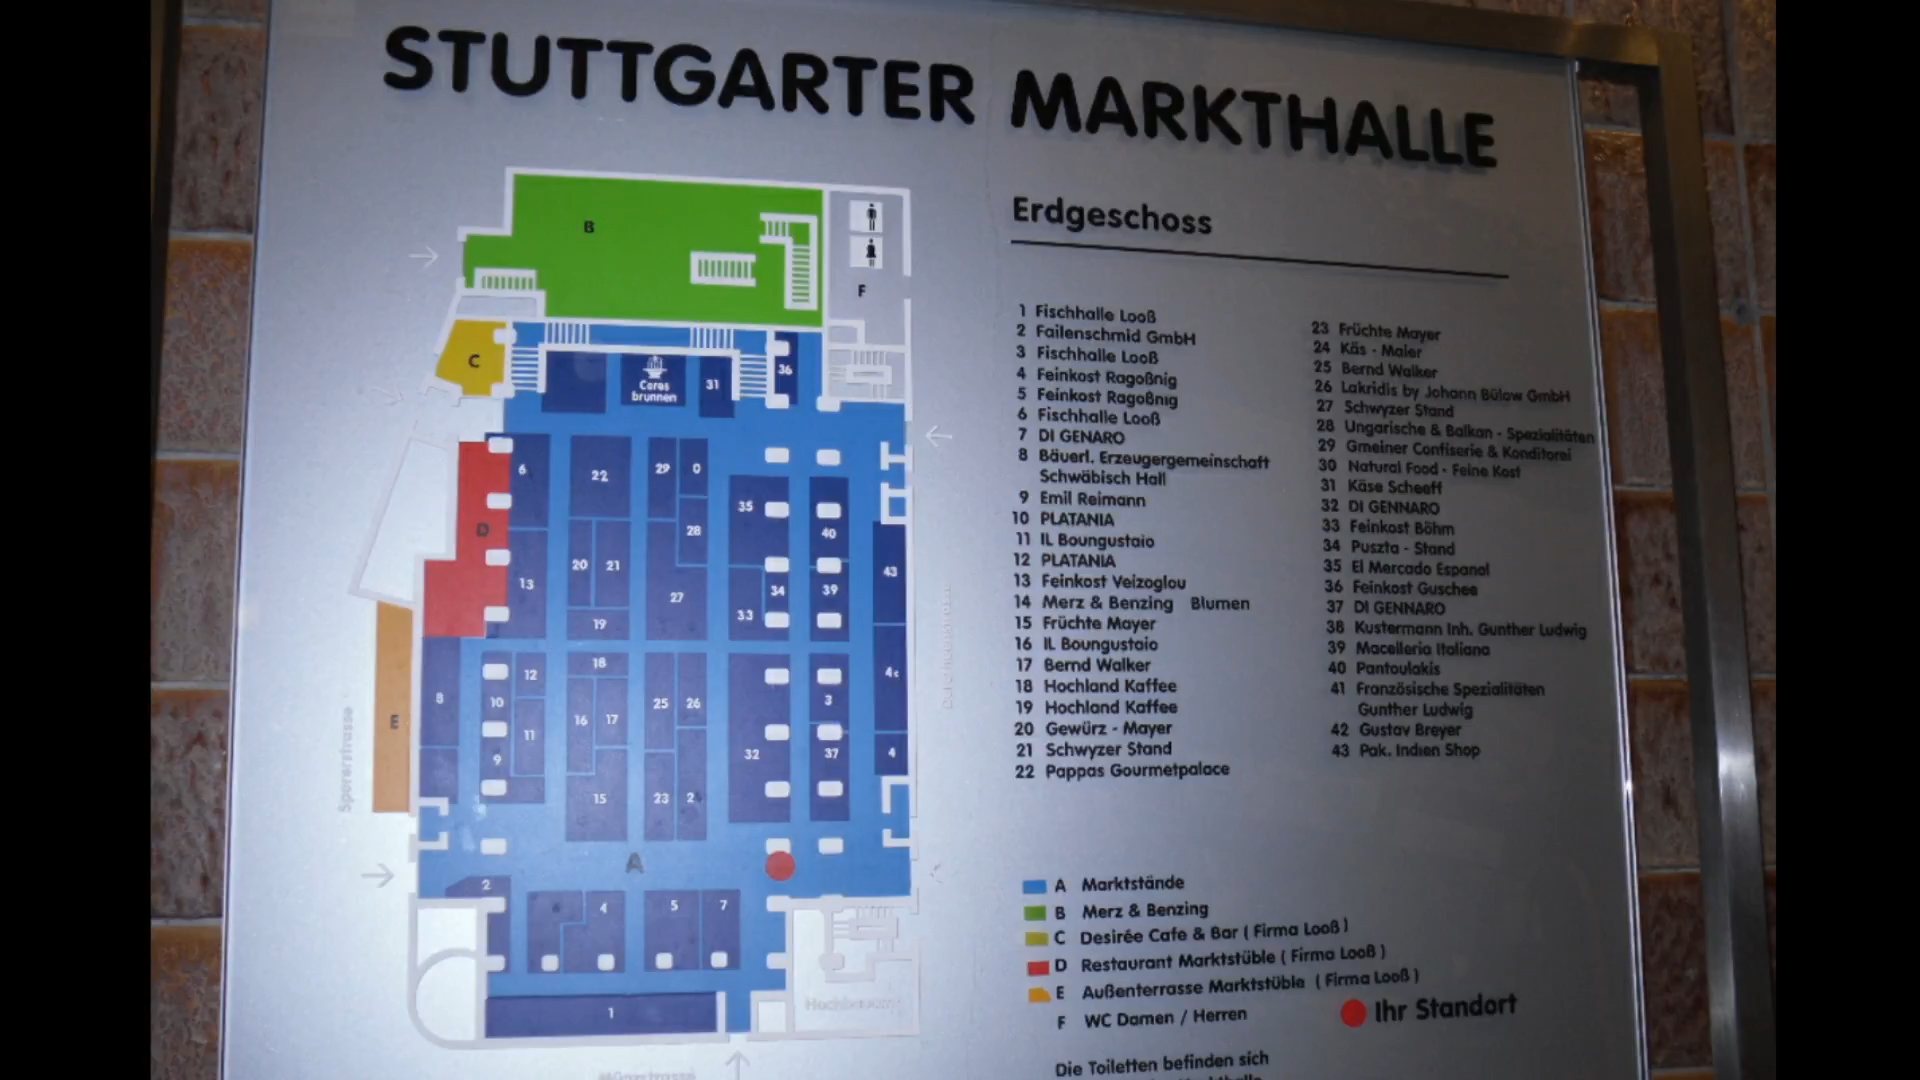 STUTTGARTER MARKTHALLE
Erdgeschoss
1 Fischhalle Looß
2 Failenschmid GmbH
3 Fischhalle Looß
4 Feinkost Ragoßnig
5 Feinkost Ragoßnig
6 Fischhalle Looß
7 DI GENARO
8 Bäuerl. Erzeugergemeinschaft
Schwäbisch Hall
9 Emil Reimann
10 PLATANIA
11 IL Boungustaio
12 PLATANIA
13 Feinkost Veizoglou
14 Merz & Benzing Blumen
15 Früchte Mayer
16 IL Boungustaio
17 Bernd Walker
18 Hochland Kaffee
19 Hochland Kaffee
20 Gewürz - Mayer
21 Schwyzer Stand
22 Pappas Gourmetpalace
23 Früchte Mayer
24 Käs - Maier
25 Bernd Walker
26 Lakridis by Johann Bülow GmbH
27 Schwyzer Stand
28 Ungarische & Balkan - Spezialitäten
29 Gmeiner Confiserie & Konditorei
30 Natural Food - Feine Kost
31 Käse Scheeff
32 DI GENNARO
33 Feinkost Böhm
34 Puszta - Stand
35 El Mercado Espanol
36 Feinkost Guschee
37 DI GENNARO
38 Kustermann Inh. Gunther Ludwig
39 Macelleria Italiana
40 Pantoulakis
41 Französische Spezialitäten
Gunther Ludwig
42 Gustav Breyer
43 Pak. Indien Shop
A Marktstände
B Merz & Benzing
C Desirée Cafe & Bar ( Firma Looß )
D Restaurant Marktstüble ( Firma Looß )
E Außenterrasse Marktstüble ( Firma Looß )
F WC Damen / Herren
Ihr Standort
Die Toiletten befinden sich
B
F
C
36
31
Ceres
brunnen
6
22
29
0
35
28
40
D
20
21
13
27
34
39
43
33
19
18
12
8
10
16
17
25
26
3
4
11
E
9
32
37
4
15
23
2
A
2
4
5
7
1
Sporerstrasse